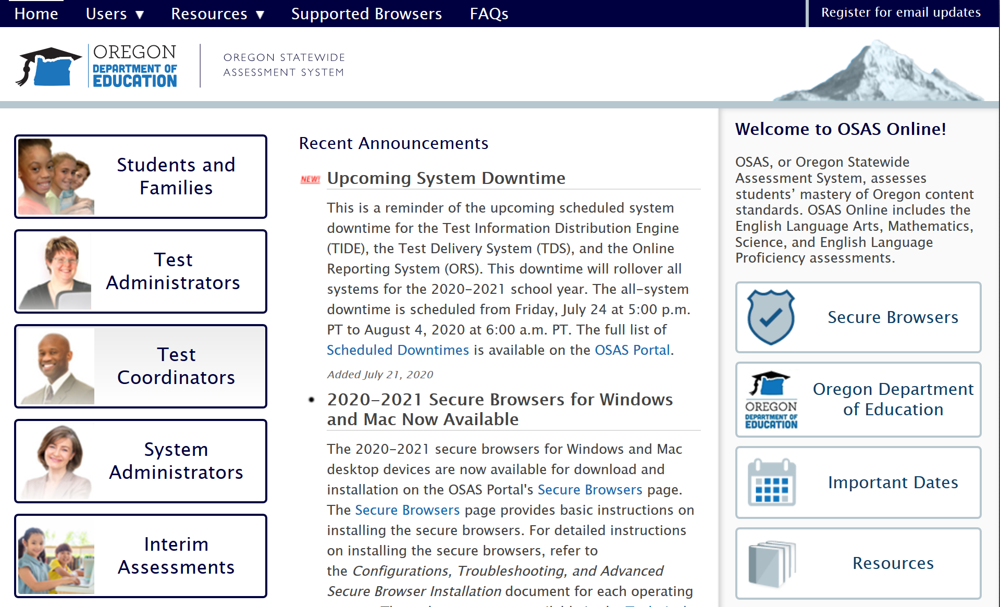 Home
Users ▼
Resources ▼
Supported Browsers
FAQs
Register for email updates
OREGON
DEPARTMENT OF
EDUCATION
OREGON STATEWIDE
ASSESSMENT SYSTEM
Students and
Families
Test
Administrators
Test
Coordinators
System
Administrators
Interim
Assessments
Recent Announcements
NEW! Upcoming System Downtime
This is a reminder of the upcoming scheduled system
downtime for the Test Information Distribution Engine
(TIDE), the Test Delivery System (TDS), and the Online
Reporting System (ORS). This downtime will rollover all
systems for the 2020-2021 school year. The all-system
downtime is scheduled from Friday, July 24 at 5:00 p.m.
PT to August 4, 2020 at 6:00 a.m. PT. The full list of
Scheduled Downtimes is available on the OSAS Portal.
Added July 21, 2020
• 2020-2021 Secure Browsers for Windows
and Mac Now Available
The 2020-2021 secure browsers for Windows and Mac
desktop devices are now available for download and
installation on the OSAS Portal's Secure Browsers page.
The Secure Browsers page provides basic instructions on
installing the secure browsers. For detailed instructions
on installing the secure browsers, refer to
the Configurations, Troubleshooting, and Advanced
Secure Browser Installation document for each operating
Welcome to OSAS Online!
OSAS, or Oregon Statewide
Assessment System, assesses
students’ mastery of Oregon content
standards. OSAS Online includes the
English Language Arts, Mathematics,
Science, and English Language
Proficiency assessments.
Secure Browsers
OREGON
DEPARTMENT OF
EDUCATION
Oregon Department
of Education
Important Dates
Resources